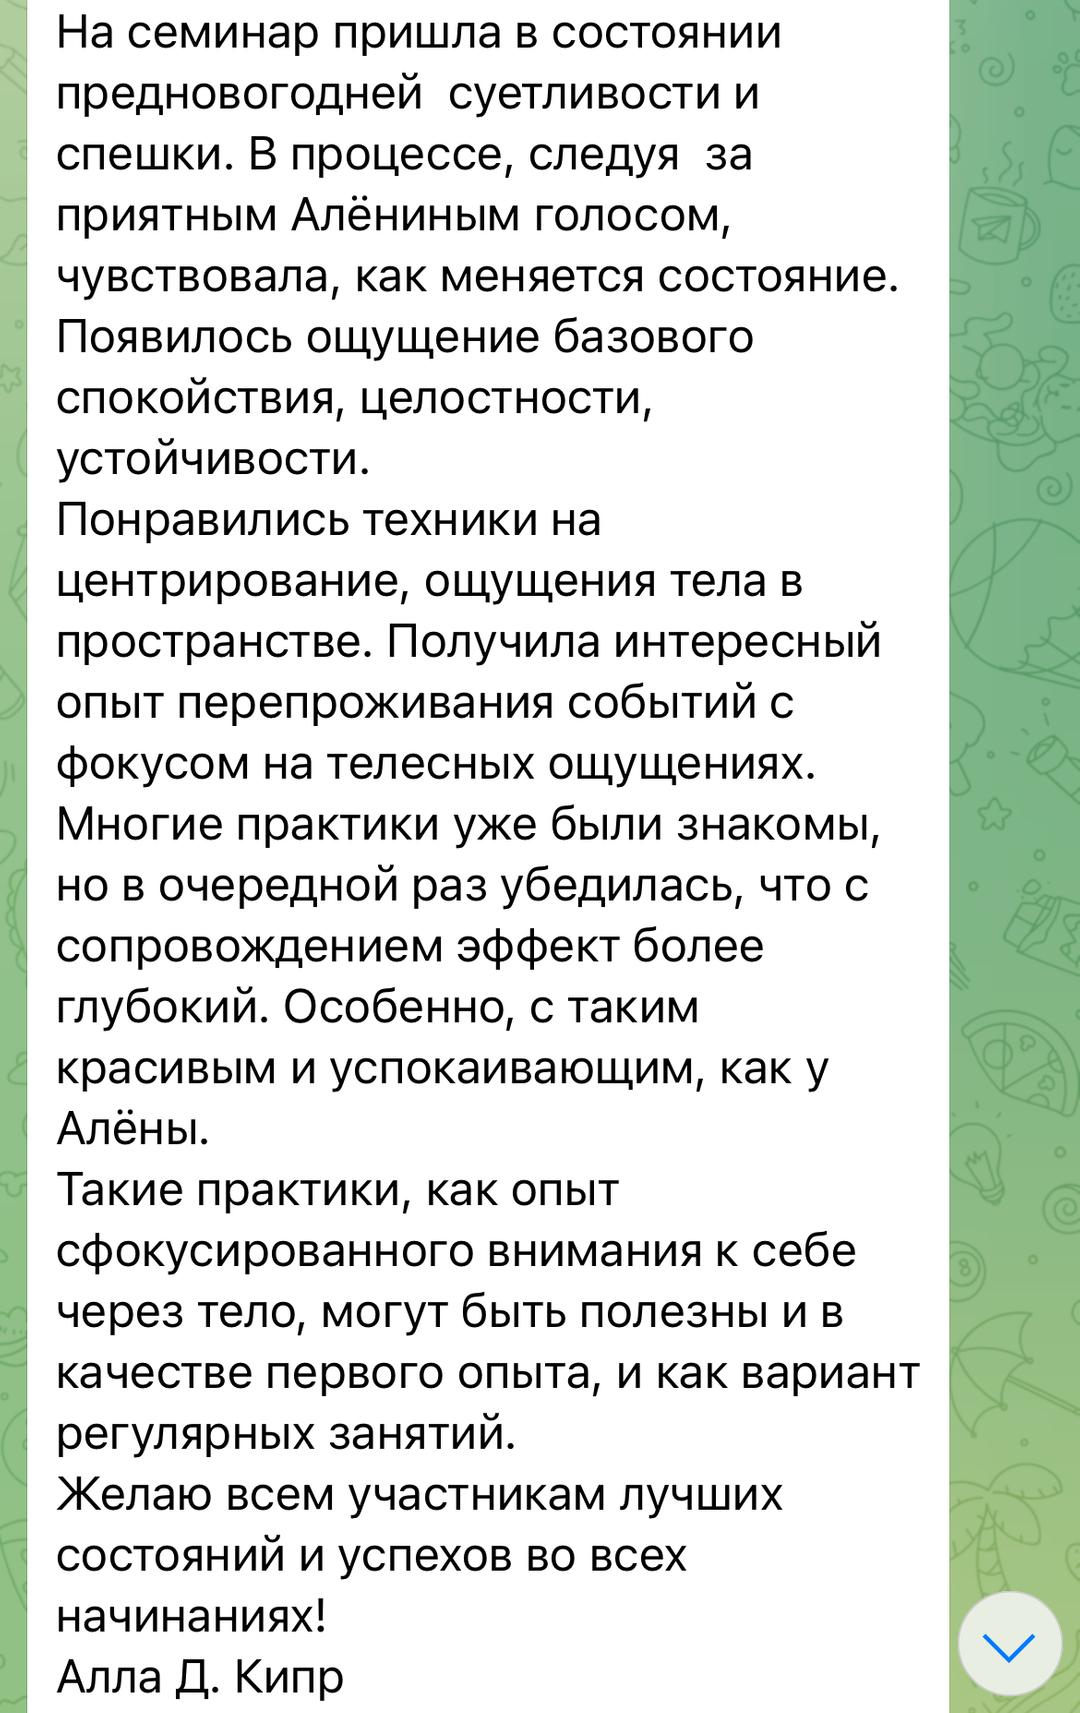 На семинар пришла в состоянии
предновогодней  суетливости и
спешки. В процессе, следуя  за
приятным Алёниным голосом,
чувствовала, как меняется состояние.
Появилось ощущение базового
спокойствия, целостности,
устойчивости.
Понравились техники на
центрирование, ощущения тела в
пространстве. Получила интересный
опыт перепроживания событий с
фокусом на телесных ощущениях.
Многие практики уже были знакомы,
но в очередной раз убедилась, что с
сопровождением эффект более
глубокий. Особенно, с таким
красивым и успокаивающим, как у
Алёны.
Такие практики, как опыт
сфокусированного внимания к себе
через тело, могут быть полезны и в
качестве первого опыта, и как вариант
регулярных занятий.
Желаю всем участникам лучших
состояний и успехов во всех
начинаниях!
Алла Д. Кипр